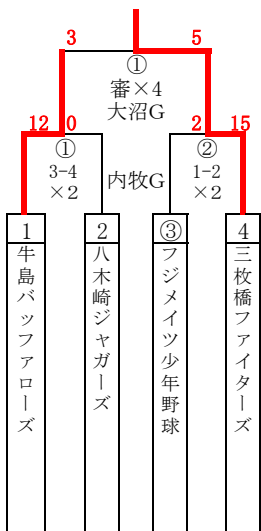 3 5
①
審×4
大沼G
12 0 2 15
① ②
3-4 内牧G 1-2
×2 ×2
1 2 ③ 4
牛島バッファローズ
八木崎ジャガーズ
フジメイツ少年野球
三枚橋ファイターズ